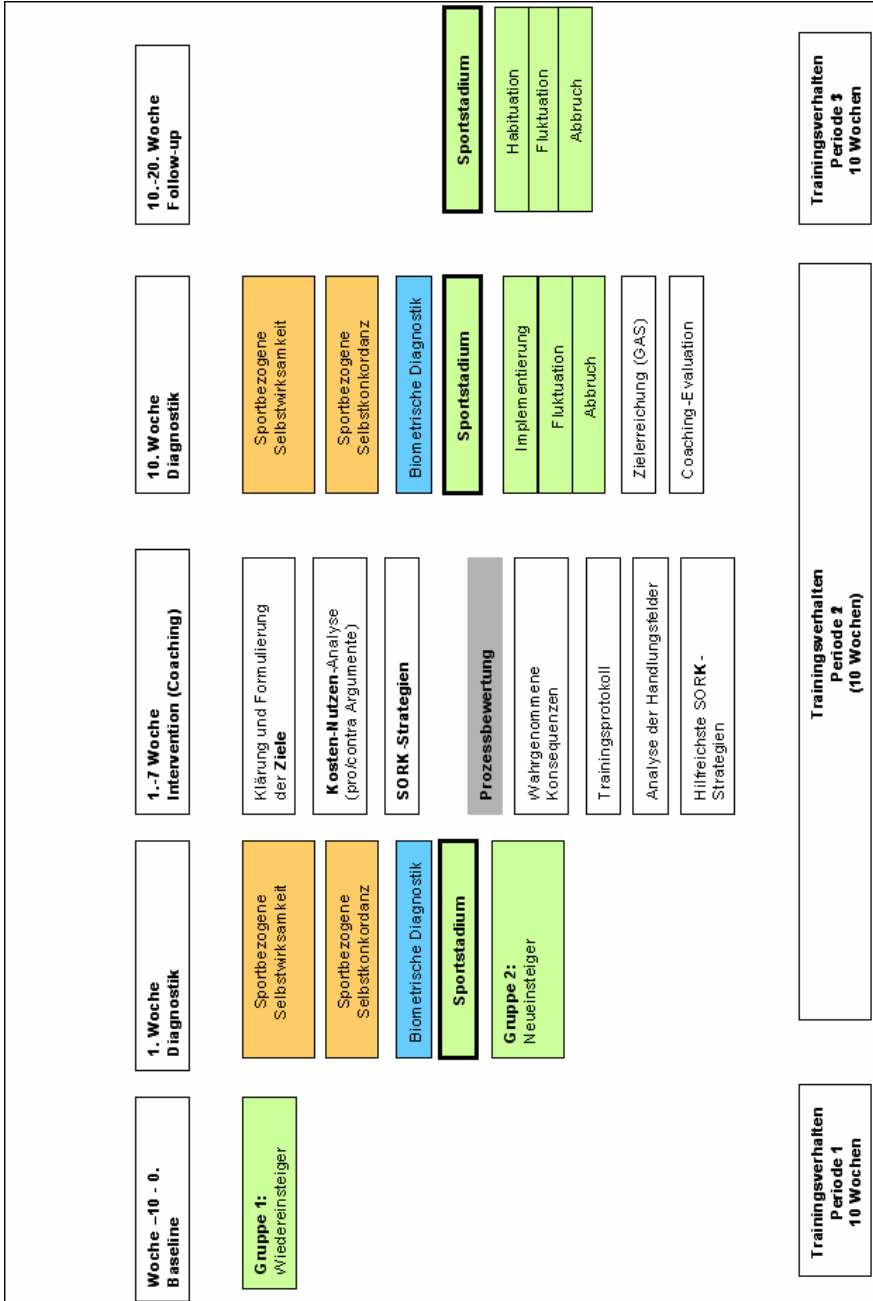 Woche –10 - 0.
Baseline
Gruppe 1:
Wiedereinsteiger
Trainingsverhalten
Periode 1
10 Wochen
1. Woche
Diagnostik
Sportbezogene
Selbstwirksamkeit
Sportbezogene
Selbstkonkordanz
Biometrische Diagnostik
Sportstadium
Gruppe 2:
Neueinsteiger
1.-7 Woche
Intervention (Coaching)
Klärung und Formulierung
der Ziele
Kosten-Nutzen-Analyse
(pro/contra Argumente)
SORK-Strategien
Prozessbewertung
Wahrgenommene
Konsequenzen
Trainingsprotokoll
Analyse der Handlungsfelder
Hilfreichste SORK-
Strategien
Trainingsverhalten
Periode 2
(10 Wochen)
10. Woche
Diagnostik
Sportbezogene
Selbstwirksamkeit
Sportbezogene
Selbstkonkordanz
Biometrische Diagnostik
Sportstadium
Implementierung
Fluktuation
Abbruch
Zielerreichung (GAS)
Coaching-Evaluation
10.-20. Woche
Follow-up
Sportstadium
Habituation
Fluktuation
Abbruch
Trainingsverhalten
Periode 3
10 Wochen